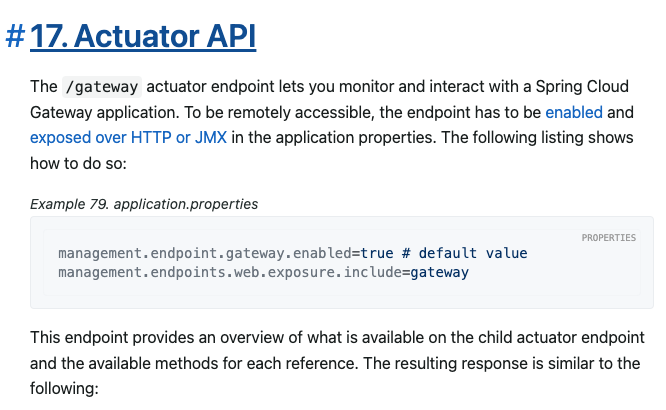 # 17. Actuator API
The /gateway actuator endpoint lets you monitor and interact with a Spring Cloud
Gateway application. To be remotely accessible, the endpoint has to be enabled and
exposed over HTTP or JMX in the application properties. The following listing shows
how to do so:
Example 79. application.properties
PROPERTIES
management.endpoint.gateway.enabled=true # default value
management.endpoints.web.exposure.include=gateway
This endpoint provides an overview of what is available on the child actuator endpoint
and the available methods for each reference. The resulting response is similar to the
following: